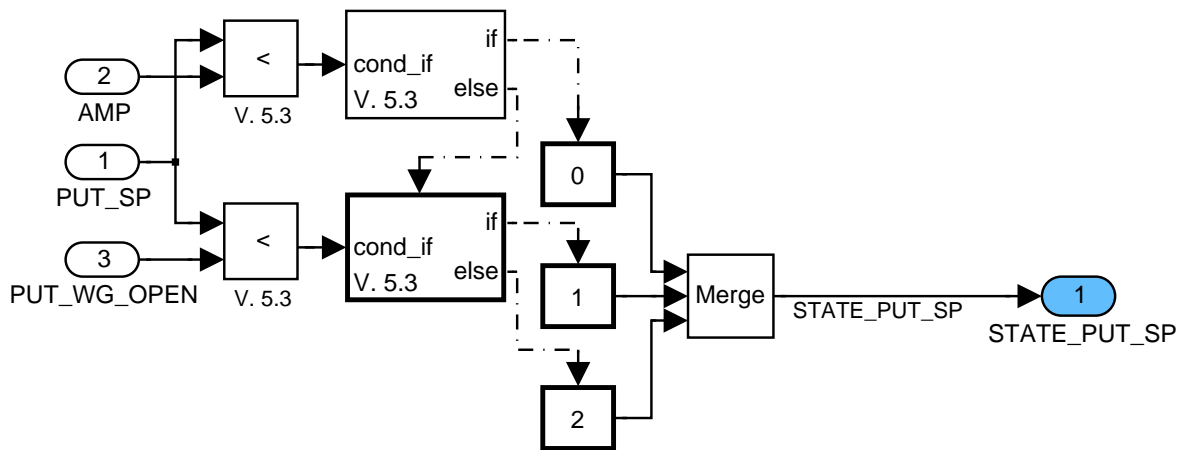 2
AMP
1
PUT_SP
3
PUT_WG_OPEN
<
V. 5.3
<
V. 5.3
if
cond_if
else
V. 5.3
if
cond_if
else
V. 5.3
0
1
2
Merge
STATE_PUT_SP
1
STATE_PUT_SP